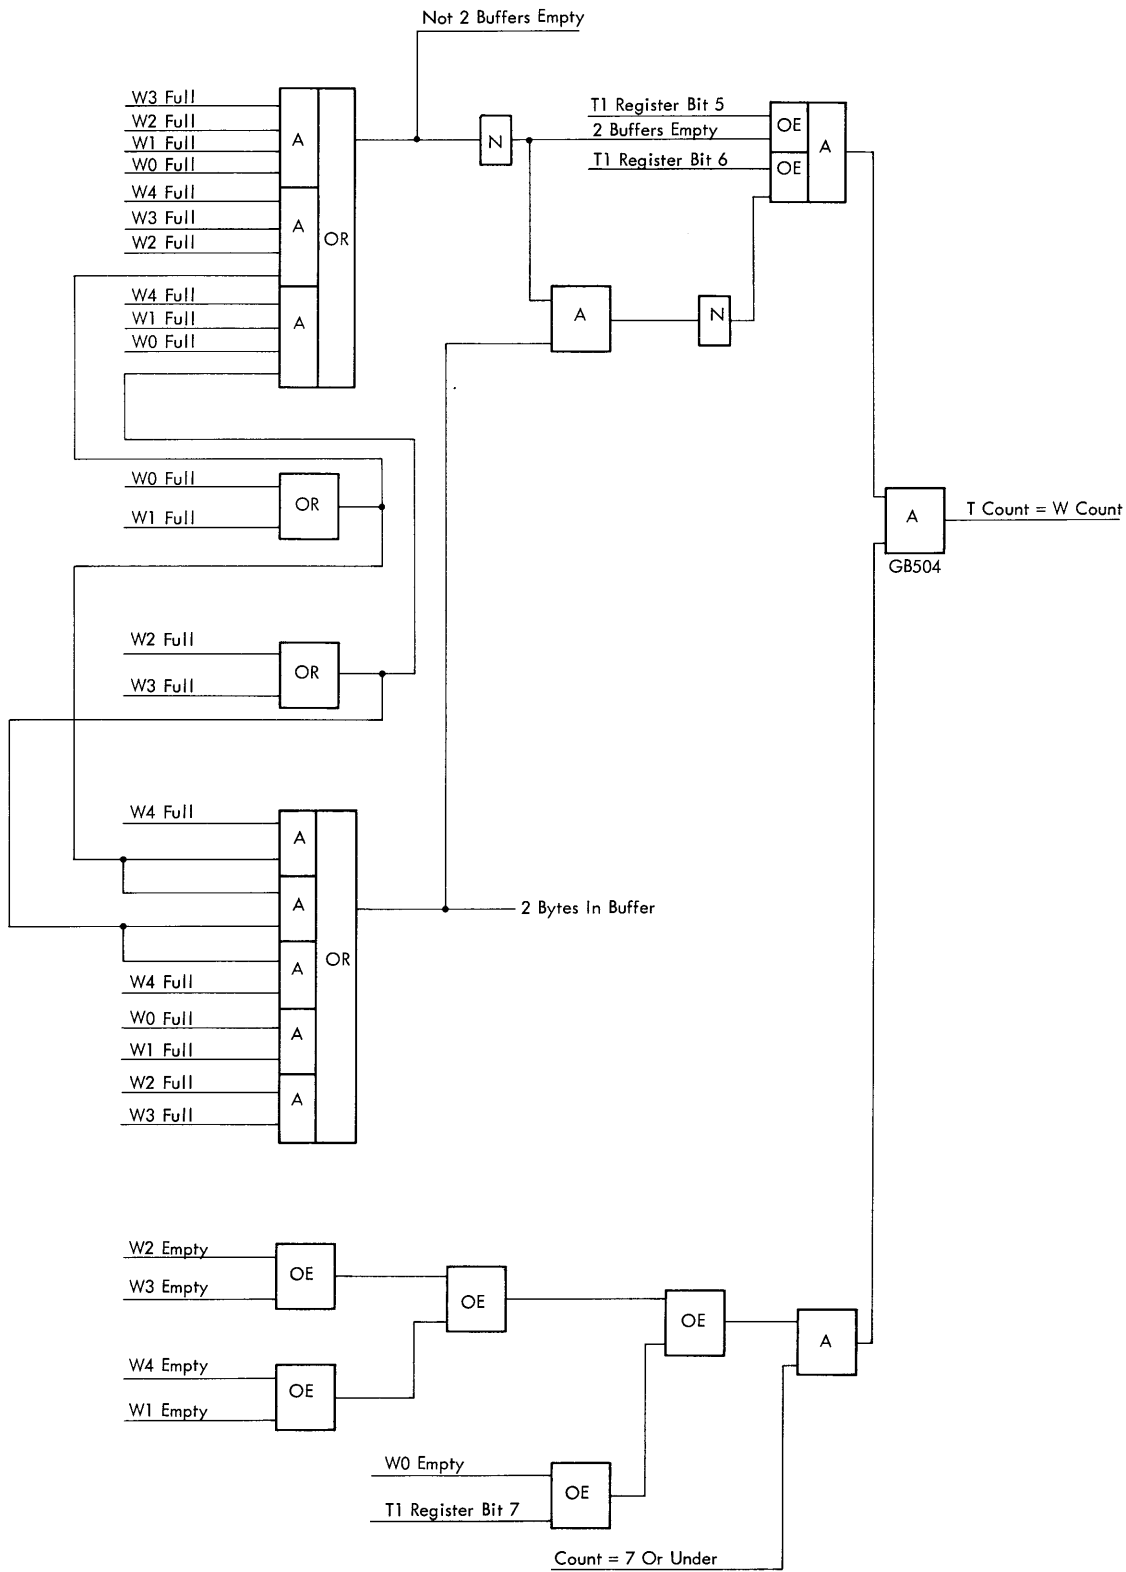 Not 2 Buffers Empty
W3 Full
W2 Full
W1 Full
W0 Full
A
W4 Full
W3 Full
W2 Full
A
OR
W4 Full
W1 Full
W0 Full
A
N
T1 Register Bit 5
2 Buffers Empty
T1 Register Bit 6
OE
OE
A
A
N
W0 Full
W1 Full
OR
A
T Count = W Count
GB504
W2 Full
W3 Full
OR
W4 Full
A
A
2 Bytes In Buffer
OR
A
W4 Full
W0 Full
A
W1 Full
W2 Full
A
W3 Full
W2 Empty
OE
W3 Empty
OE
OE
A
W4 Empty
OE
W1 Empty
W0 Empty
OE
T1 Register Bit 7
Count = 7 Or Under